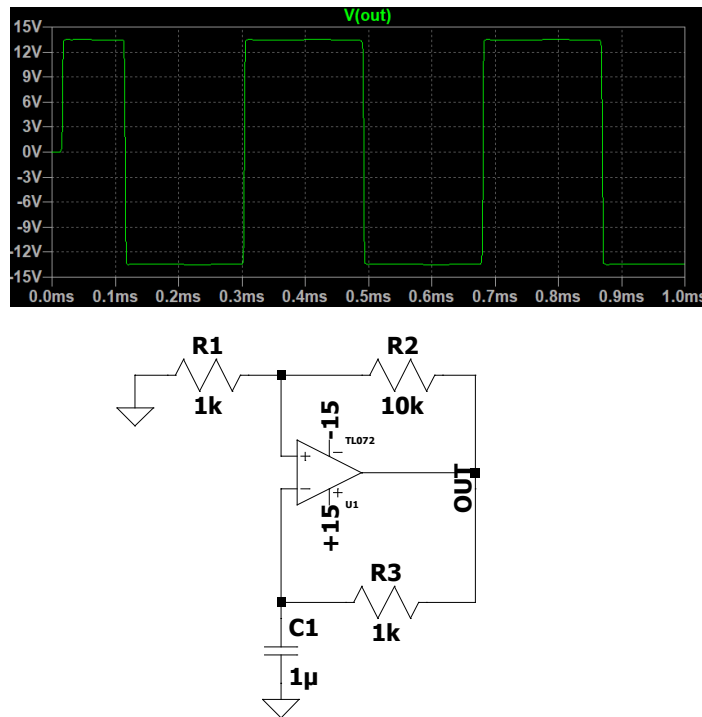 V(out)
15V
12V
9V
6V
3V
0V
-3V
-6V
-9V
-12V
-15V
0.0ms 0.1ms 0.2ms 0.3ms 0.4ms 0.5ms 0.6ms 0.7ms 0.8ms 0.9ms 1.0ms
R1
1k
R2
10k
-15
TL072
+
−
−
+
U1
+15
OUT
R3
1k
C1
1µ